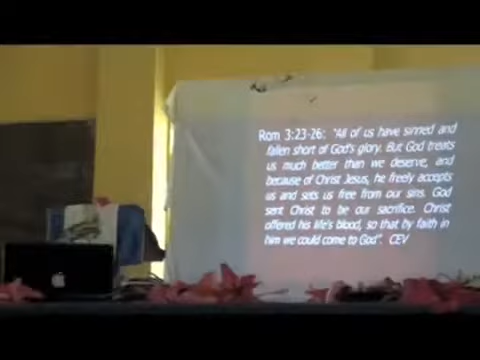 Rom 3:23-26: "All of us have sinned and
fallen short of God's glory. But God treats
us much better than we deserve, and
because of Christ Jesus, he freely accepts
us and sets us free from our sins. God
sent Christ to be our sacrifice. Christ
offered his life's blood, so that by faith in
him we could come to God". CEV